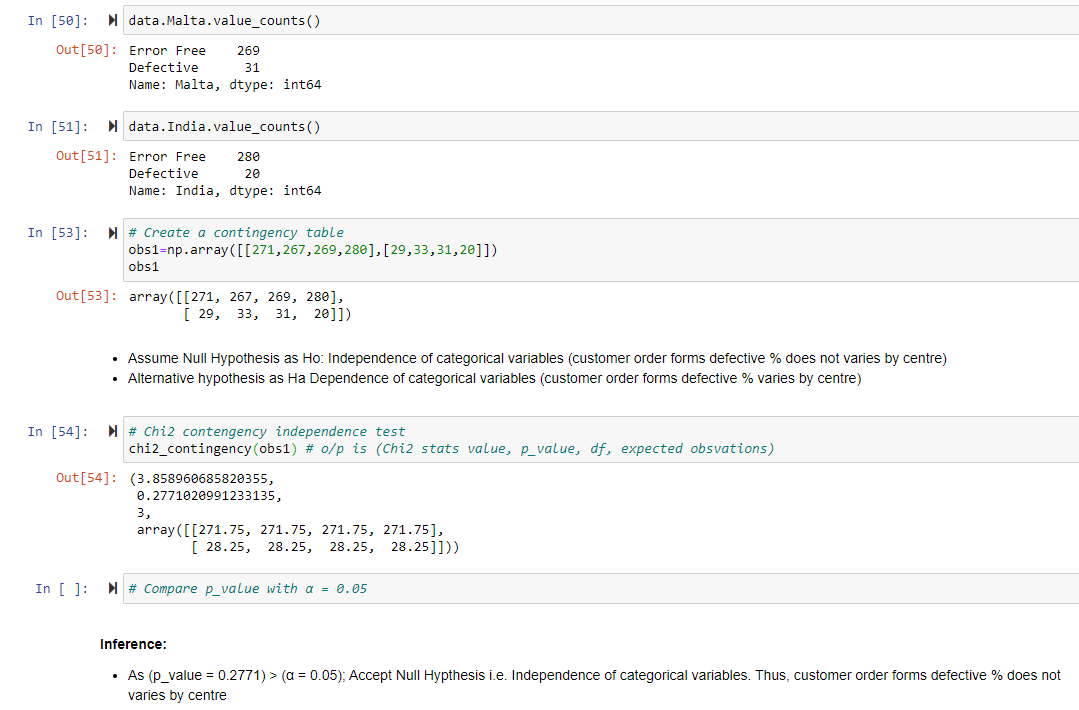 In [50]: data.Malta.value_counts()
Out[50]: Error Free    269
Defective      31
Name: Malta, dtype: int64
In [51]: data.India.value_counts()
Out[51]: Error Free    280
Defective      20
Name: India, dtype: int64
In [53]: # Create a contingency table
obs1=np.array([[271,267,269,280],[29,33,31,20]])
obs1
Out[53]: array([[271, 267, 269, 280],
[ 29,  33,  31,  20]])
• Assume Null Hypothesis as Ho: Independence of categorical variables (customer order forms defective % does not varies by centre)
• Alternative hypothesis as Ha Dependence of categorical variables (customer order forms defective % varies by centre)
In [54]: # Chi2 contengency independence test
chi2_contingency(obs1) # o/p is (Chi2 stats value, p_value, df, expected obsvations)
Out[54]: (3.858960685820355,
0.2771020991233135,
3,
array([[271.75, 271.75, 271.75, 271.75],
[ 28.25,  28.25,  28.25,  28.25]]))
In [ ]: # Compare p_value with α = 0.05
Inference:
• As (p_value = 0.2771) > (α = 0.05); Accept Null Hypthesis i.e. Independence of categorical variables. Thus, customer order forms defective % does not
varies by centre